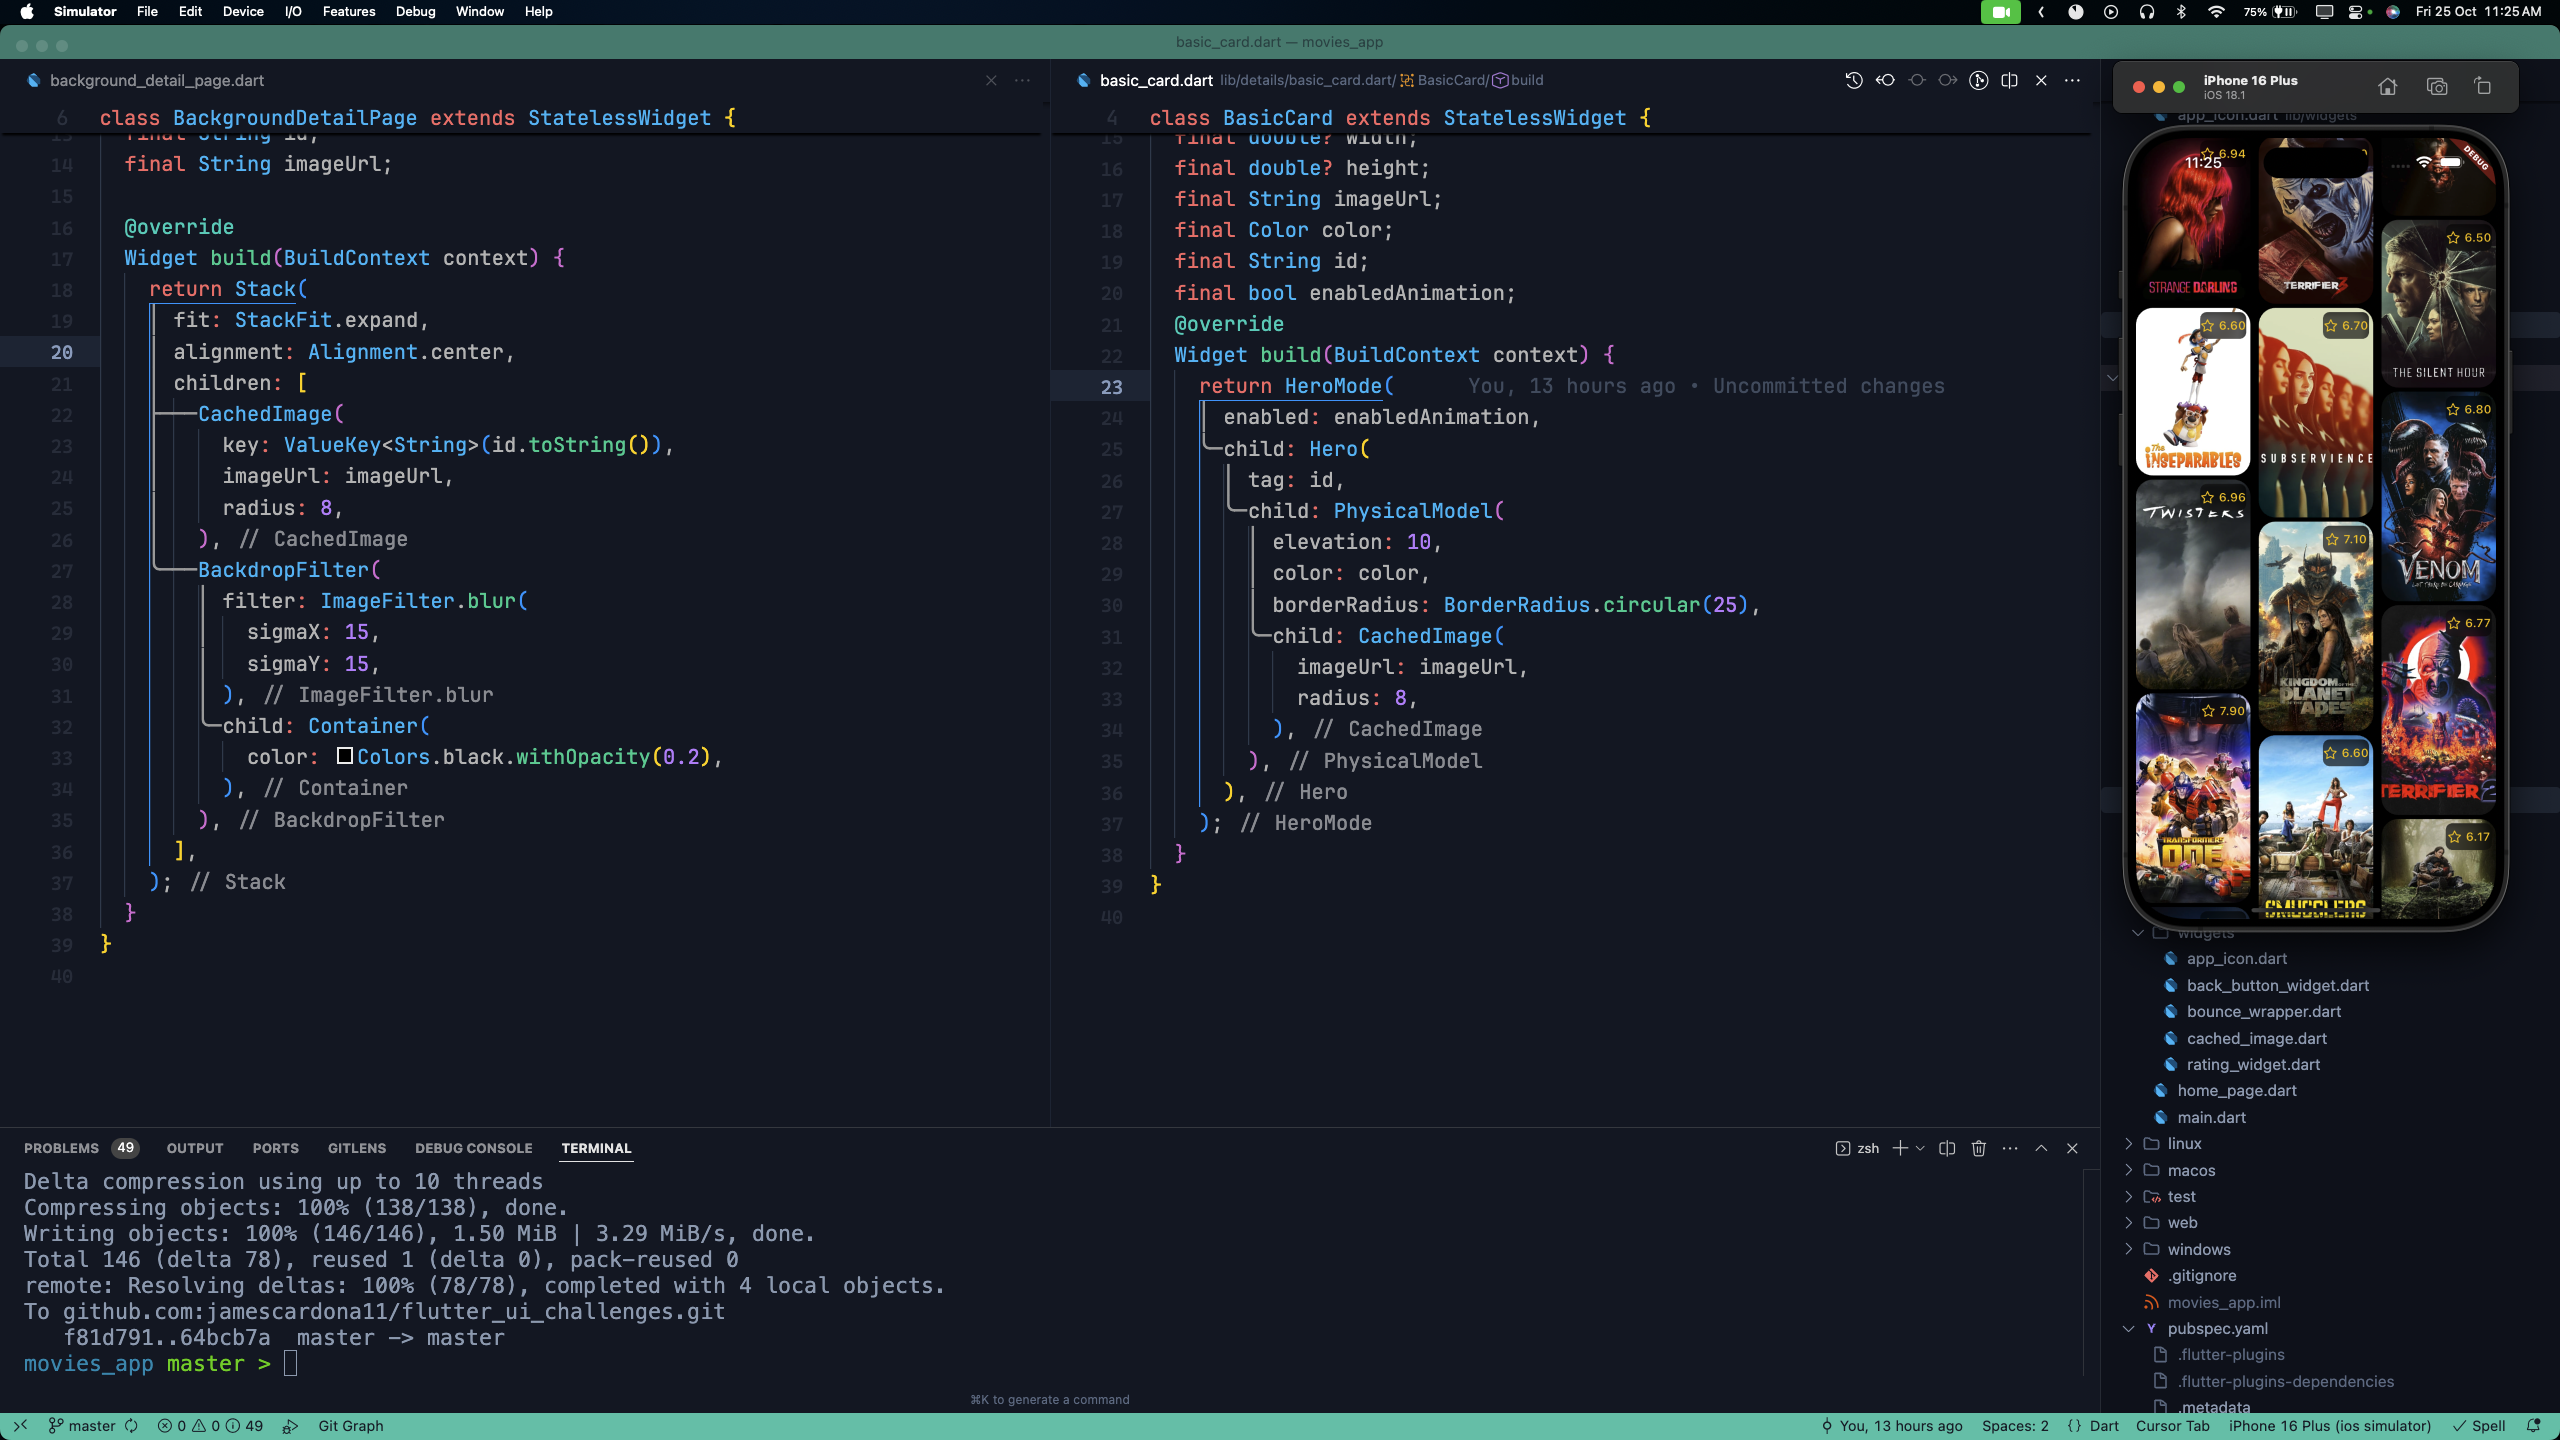 Simulator File Edit Device I/O Features Debug Window Help
75% Fri 25 Oct 11:25 AM
basic_card.dart — movies_app
background_detail_page.dart
6 class BackgroundDetailPage extends StatelessWidget {
13 final String id;
14 final String imageUrl;
15
16 @override
17 Widget build(BuildContext context) {
18 return Stack(
19 fit: StackFit.expand,
20 alignment: Alignment.center,
21 children: [
22 CachedImage(
23 key: ValueKey<String>(id.toString()),
24 imageUrl: imageUrl,
25 radius: 8,
26 ), // CachedImage
27 BackdropFilter(
28 filter: ImageFilter.blur(
29 sigmaX: 15,
30 sigmaY: 15,
31 ), // ImageFilter.blur
32 child: Container(
33 color: Colors.black.withOpacity(0.2),
34 ), // Container
35 ), // BackdropFilter
36 ],
37 ); // Stack
38 }
39 }
40
basic_card.dart lib/details/basic_card.dart/ BasicCard/ build
4 class BasicCard extends StatelessWidget {
15 final double? width;
16 final double? height;
17 final String imageUrl;
18 final Color color;
19 final String id;
20 final bool enabledAnimation;
21 @override
22 Widget build(BuildContext context) {
23 return HeroMode( You, 13 hours ago • Uncommitted changes
24 enabled: enabledAnimation,
25 child: Hero(
26 tag: id,
27 child: PhysicalModel(
28 elevation: 10,
29 color: color,
30 borderRadius: BorderRadius.circular(25),
31 child: CachedImage(
32 imageUrl: imageUrl,
33 radius: 8,
34 ), // CachedImage
35 ), // PhysicalModel
36 ), // Hero
37 ); // HeroMode
38 }
39 }
40
iPhone 16 Plus
iOS 18.1
app_icon.dart lib/widgets
11:25
DEBUG
6.94
STRANGE DARLING
TERRIFIER 3
6.50
THE SILENT HOUR
6.60
The
INSEPARABLES
6.70
SUBSERVIENCE
6.80
VENOM
6.96
TWISTERS
7.10
KINGDOM OF THE
PLANET
OF THE APES
6.77
TERRIFIER 2
7.90
TRANSFORMERS
ONE
6.60
SMUGGLERS
6.17
widgets
app_icon.dart
back_button_widget.dart
bounce_wrapper.dart
cached_image.dart
rating_widget.dart
home_page.dart
main.dart
linux
macos
test
web
windows
.gitignore
movies_app.iml
pubspec.yaml
.flutter-plugins
.flutter-plugins-dependencies
.metadata
PROBLEMS 49 OUTPUT PORTS GITLENS DEBUG CONSOLE TERMINAL
zsh
Delta compression using up to 10 threads
Compressing objects: 100% (138/138), done.
Writing objects: 100% (146/146), 1.50 MiB | 3.29 MiB/s, done.
Total 146 (delta 78), reused 1 (delta 0), pack-reused 0
remote: Resolving deltas: 100% (78/78), completed with 4 local objects.
To github.com:jamescardona11/flutter_ui_challenges.git
f81d791..64bcb7a master -> master
movies_app master >
⌘K to generate a command
master 0 0 49 Git Graph
You, 13 hours ago Spaces: 2 {} Dart Cursor Tab iPhone 16 Plus (ios simulator) Spell